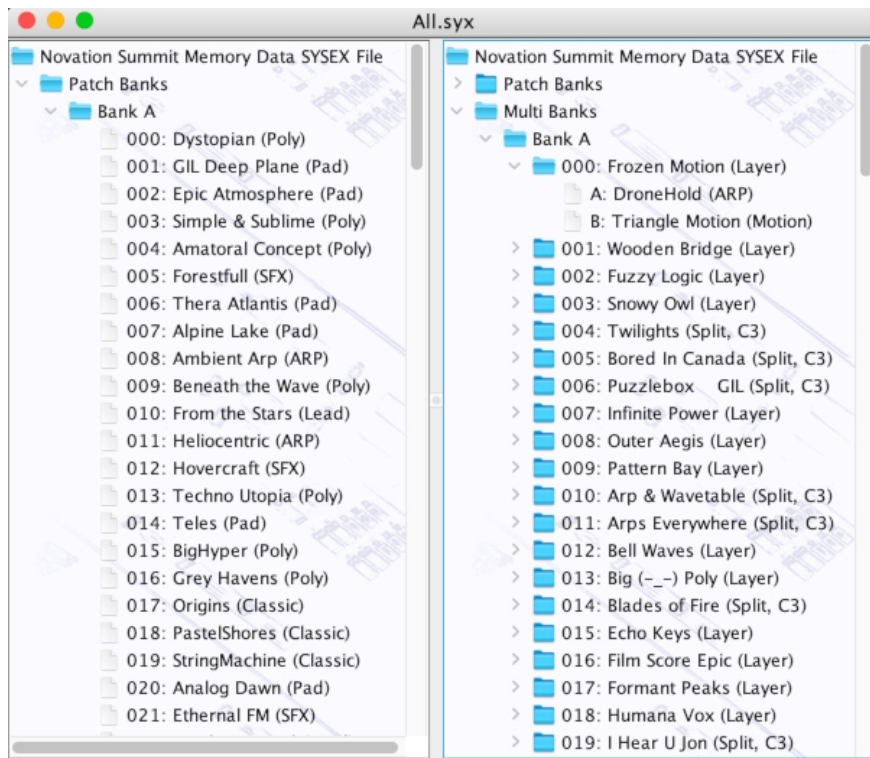 All.syx
Novation Summit Memory Data SYSEX File
Patch Banks
Bank A
000: Dystopian (Poly)
001: GIL Deep Plane (Pad)
002: Epic Atmosphere (Pad)
003: Simple & Sublime (Poly)
004: Amatoral Concept (Poly)
005: Forestfull (SFX)
006: Thera Atlantis (Pad)
007: Alpine Lake (Pad)
008: Ambient Arp (ARP)
009: Beneath the Wave (Poly)
010: From the Stars (Lead)
011: Heliocentric (ARP)
012: Hovercraft (SFX)
013: Techno Utopia (Poly)
014: Teles (Pad)
015: BigHyper (Poly)
016: Grey Havens (Poly)
017: Origins (Classic)
018: PastelShores (Classic)
019: StringMachine (Classic)
020: Analog Dawn (Pad)
021: Ethernal FM (SFX)
Novation Summit Memory Data SYSEX File
Patch Banks
Multi Banks
Bank A
000: Frozen Motion (Layer)
A: DroneHold (ARP)
B: Triangle Motion (Motion)
001: Wooden Bridge (Layer)
002: Fuzzy Logic (Layer)
003: Snowy Owl (Layer)
004: Twilights (Split, C3)
005: Bored In Canada (Split, C3)
006: Puzzlebox   GIL (Split, C3)
007: Infinite Power (Layer)
008: Outer Aegis (Layer)
009: Pattern Bay (Layer)
010: Arp & Wavetable (Split, C3)
011: Arps Everywhere (Split, C3)
012: Bell Waves (Layer)
013: Big (-_-) Poly (Layer)
014: Blades of Fire (Split, C3)
015: Echo Keys (Layer)
016: Film Score Epic (Layer)
017: Formant Peaks (Layer)
018: Humana Vox (Layer)
019: I Hear U Jon (Split, C3)